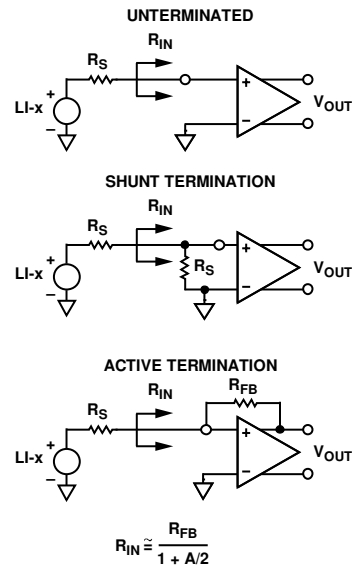 UNTERMINATED
R_IN
R_S
LI-x
+
–
+
–
V_OUT
SHUNT TERMINATION
R_IN
R_S
R_S
LI-x
+
–
+
–
V_OUT
ACTIVE TERMINATION
R_IN
R_FB
R_S
LI-x
+
–
+
–
V_OUT
R_IN ≅ R_FB / 1 + A/2